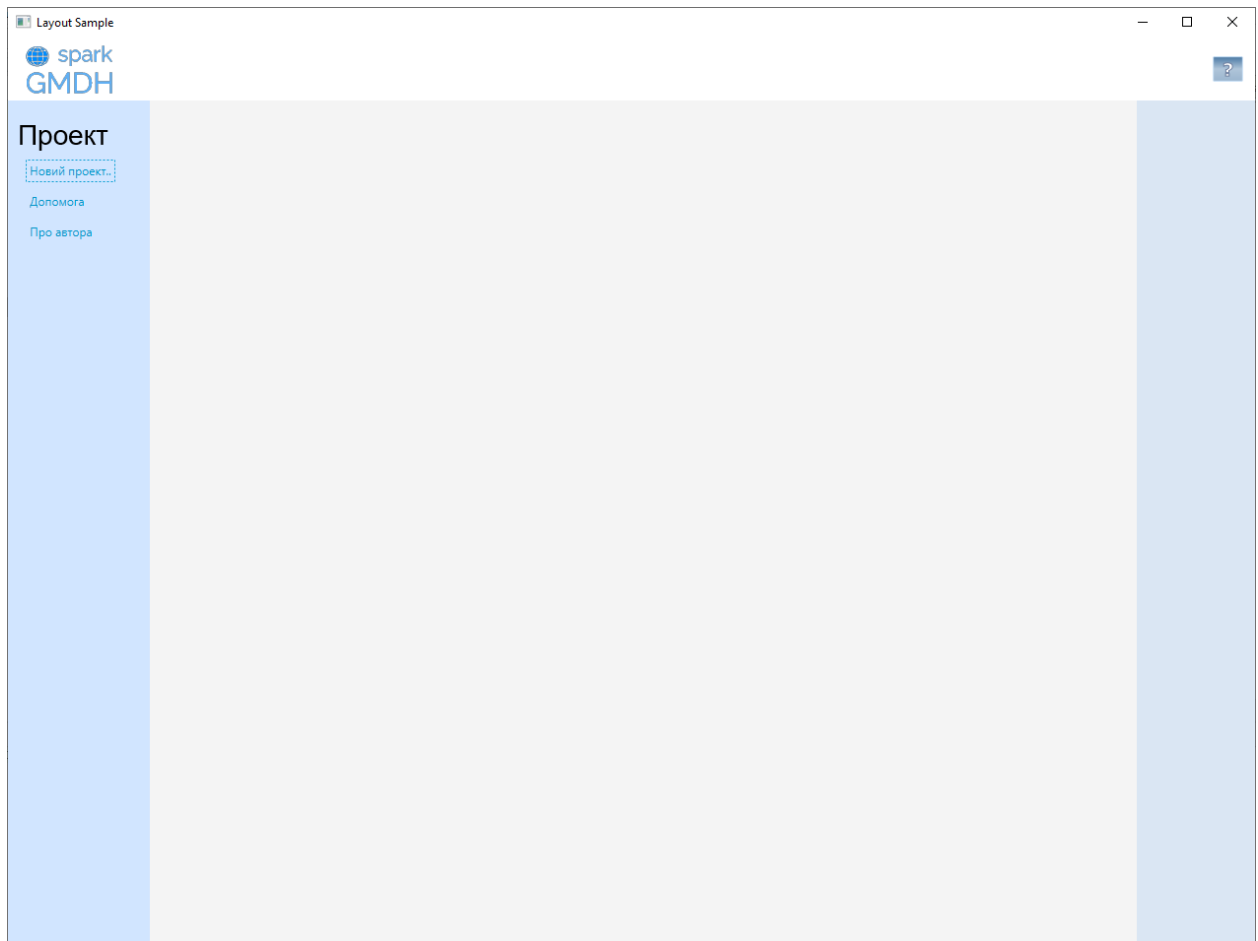 Layout Sample
spark
GMDH
?
Проект
Новий проект..
Допомога
Про автора